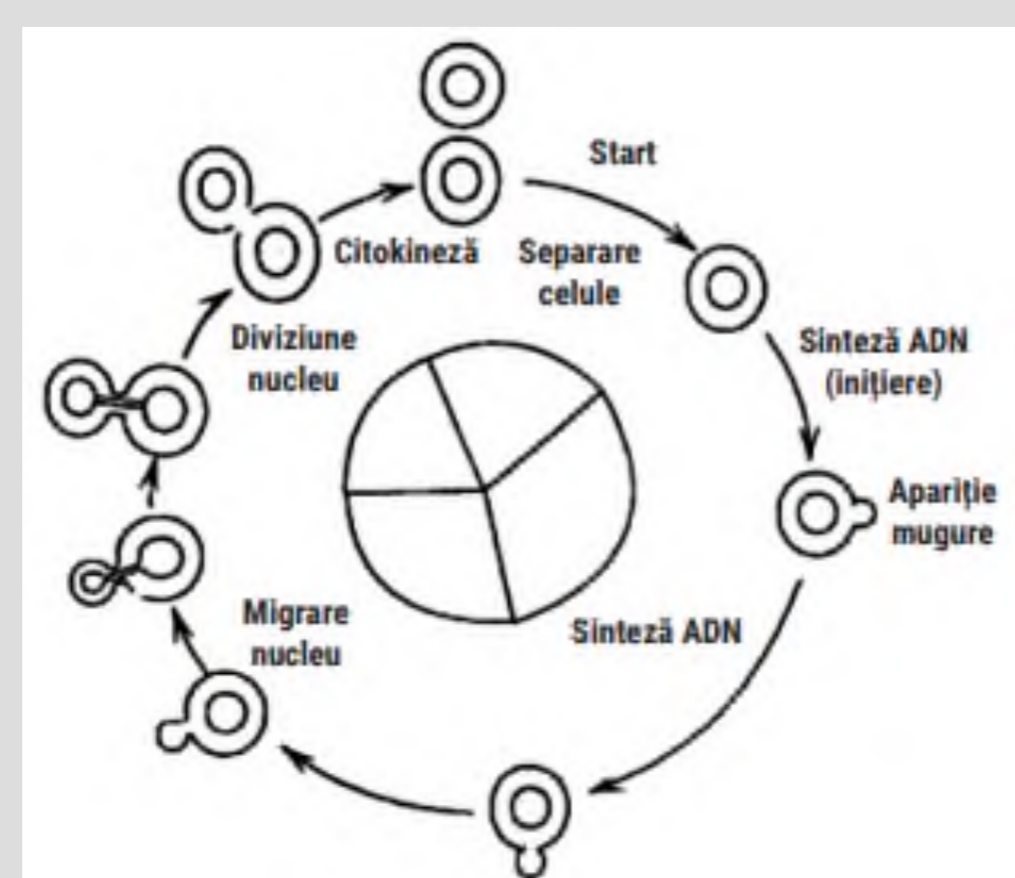 Start
Citokineză
Separare
celule
Sinteză ADN
(inițiere)
Diviziune
nucleu
Apariție
mugure
Migrare
nucleu
Sinteză ADN